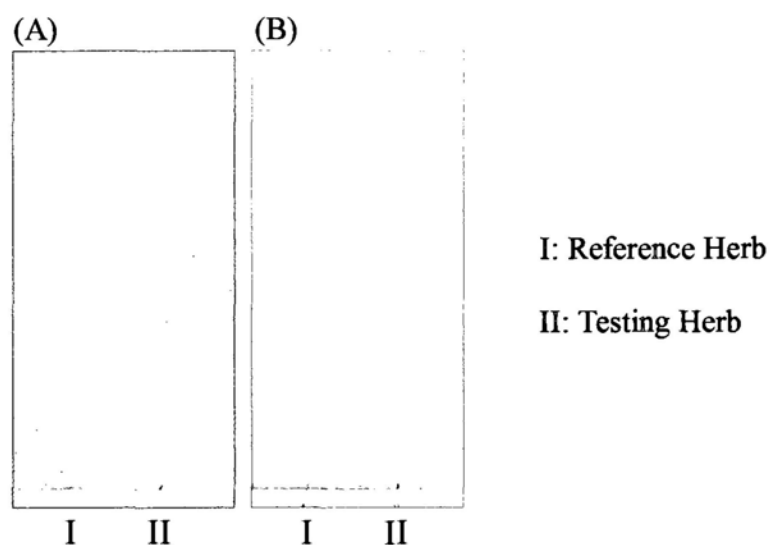 (A) (B)
I: Reference Herb
II: Testing Herb
I II I II